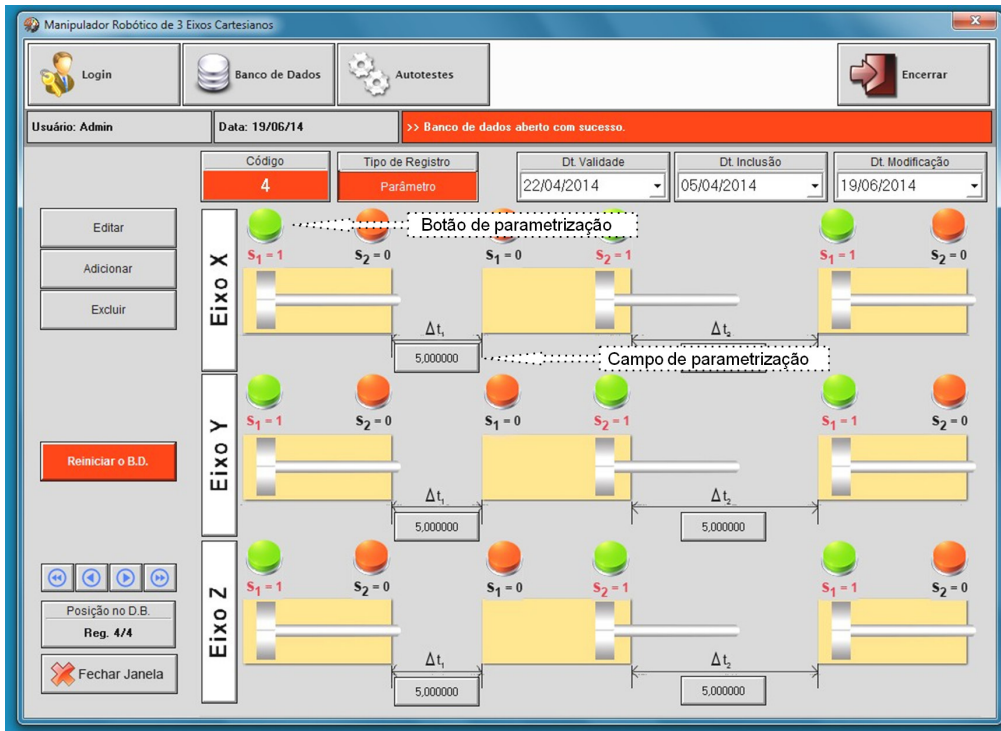 Manipulador Robótico de 3 Eixos Cartesianos
Login
Banco de Dados
Autotestes
Encerrar
Usuário: Admin
Data: 19/06/14
>> Banco de dados aberto com sucesso.
Código
4
Tipo de Registro
Parâmetro
Dt. Validade
22/04/2014
Dt. Inclusão
05/04/2014
Dt. Modificação
19/06/2014
Editar
Adicionar
Excluir
Reiniciar o B.D.
Posição no D.B.
Reg. 4/4
Fechar Janela
Eixo X
Botão de parametrização
S1 = 1 S2 = 0 S1 = 0 S2 = 1 S1 = 1 S2 = 0
Δt1 Δt2
5,000000
Campo de parametrização
Eixo Y
S1 = 1 S2 = 0 S1 = 0 S2 = 1 S1 = 1 S2 = 0
Δt1 Δt2
5,000000 5,000000
Eixo Z
S1 = 1 S2 = 0 S1 = 0 S2 = 1 S1 = 1 S2 = 0
Δt1 Δt2
5,000000 5,000000